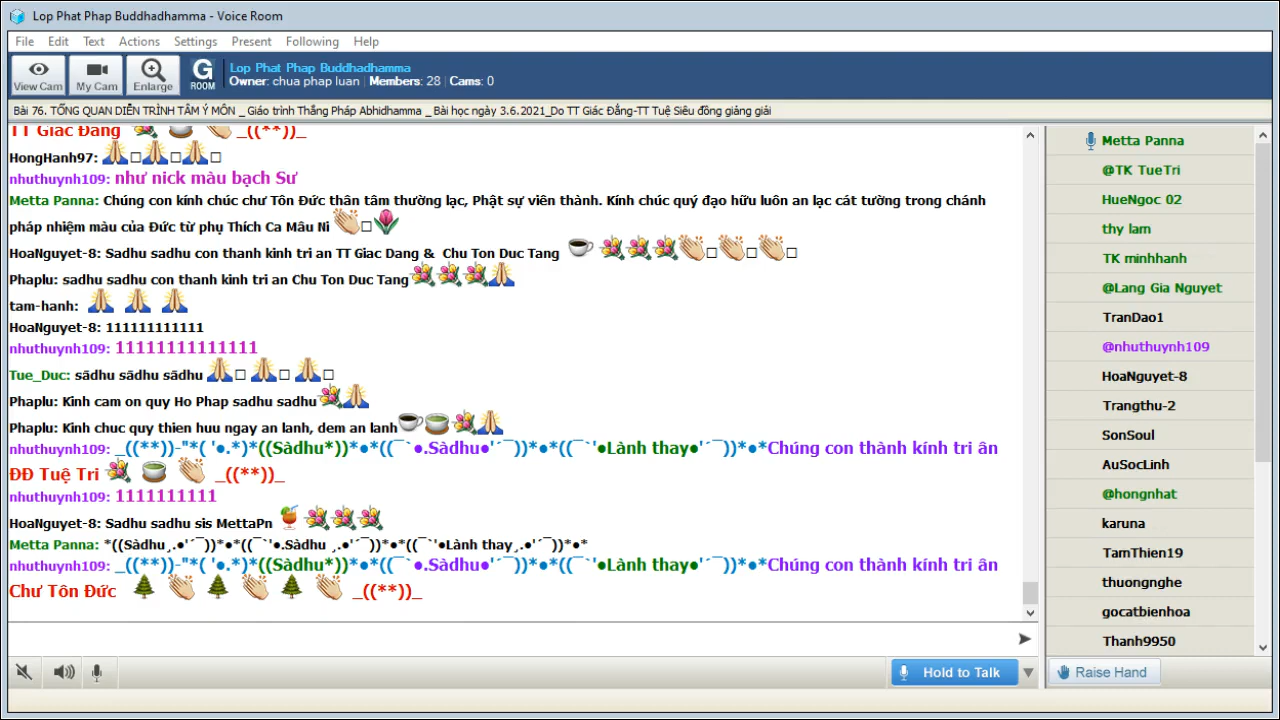 Lop Phat Phap Buddhadhamma - Voice Room
File Edit Text Actions Settings Present Following Help
View Cam My Cam Enlarge G ROOM
Lop Phat Phap Buddhadhamma
Owner: chua phap luan | Members: 28 | Cams: 0
Bài 76. TỔNG QUAN DIỄN TRÌNH TÂM Ý MÔN _ Giáo trình Thắng Pháp Abhidhamma _ Bài học ngày 3.6.2021_Do TT Giác Đẳng-TT Tuệ Siêu đồng giảng giải
TT Giác Đẳng 💐 🍵 👏 _((**))_
HongHanh97: 🙏□🙏□🙏□
nhuthuynh109: như nick màu bạch Sư
Metta Panna: Chúng con kính chúc chư Tôn Đức thân tâm thường lạc, Phật sự viên thành. Kính chúc quý đạo hữu luôn an lạc cát tường trong chánh
pháp nhiệm màu của Đức từ phụ Thích Ca Mâu Ni 👏□🌷
HoaNguyet-8: Sadhu sadhu con thanh kinh tri an TT Giac Dang & Chu Ton Duc Tang ☕ 💐💐💐👏□👏□👏□
Phaplu: sadhu sadhu con thanh kinh tri an Chu Ton Duc Tang💐💐💐🙏
tam-hanh: 🙏 🙏 🙏
HoaNguyet-8: 111111111111
nhuthuynh109: 11111111111111
Tue_Duc: sādhu sādhu sādhu 🙏□ 🙏□ 🙏□
Phaplu: Kinh cam on quy Ho Phap sadhu sadhu💐🙏
Phaplu: Kinh chuc quy thien huu ngay an lanh, dem an lanh☕🍵💐🙏
nhuthuynh109: _((**))-"*( '●.*)*((Sàdhu*))*●*((¯`●.Sàdhu●'´¯))*●*((¯`'●Lành thay●'´¯))*●*Chúng con thành kính tri ân
ĐĐ Tuệ Tri 💐 🍵 👏 _((**))_
nhuthuynh109: 1111111111
HoaNguyet-8: Sadhu sadhu sis MettaPn 🍹💐💐💐
Metta Panna: *((Sàdhu¸.●'´¯))*●*((¯`'●.Sàdhu ¸.●'´¯))*●*((¯`'●Lành thay¸.●'´¯))*●*
nhuthuynh109: _((**))-"*( '●.*)*((Sàdhu*))*●*((¯`●.Sàdhu●'´¯))*●*((¯`'●Lành thay●'´¯))*●*Chúng con thành kính tri ân
Chư Tôn Đức 🌲 👏 🌲 👏 🌲 👏 _((**))_
Metta Panna
@TK TueTri
HueNgoc 02
thy lam
TK minhhanh
@Lang Gia Nguyet
TranDao1
@nhuthuynh109
HoaNguyet-8
Trangthu-2
SonSoul
AuSocLinh
@hongnhat
karuna
TamThien19
thuongnghe
gocatbienhoa
Thanh9950
Hold to Talk
Raise Hand